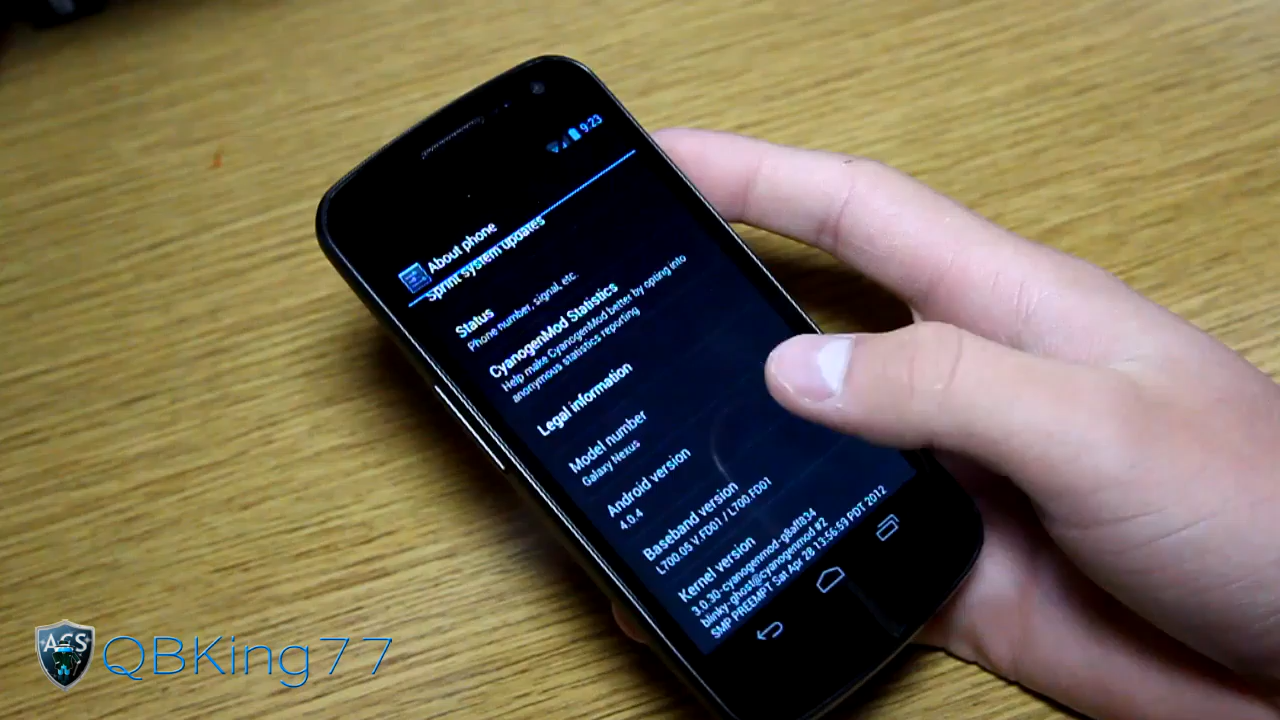 9:23
About phone
Sprint system updates
Status
Phone number, signal, etc.
CyanogenMod Statistics
Help make CyanogenMod better by opting into
anonymous statistics reporting
Legal information
Model number
Galaxy Nexus
Android version
4.0.4
Baseband version
L700.05 V.FD01 / L700.FD01
Kernel version
3.0.30-cyanogenmod-g8aff834
blinky-ghost@cyanogenmod #2
SMP PREEMPT Sat Apr 28 13:56:59 PDT 2012
ACS
QBKing77